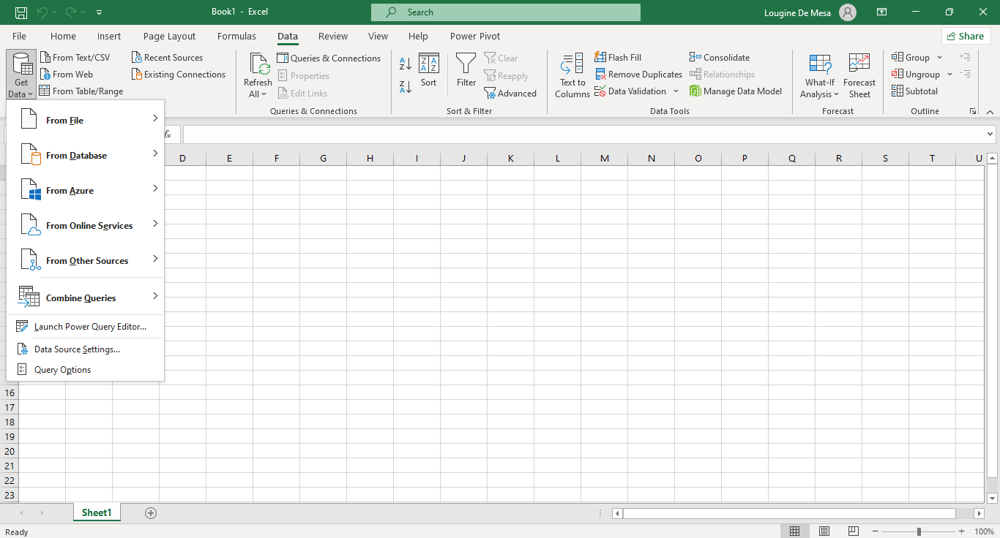 Book1 - Excel
Search
Lougine De Mesa
File Home Insert Page Layout Formulas Data Review View Help Power Pivot
Share
Get
Data
From Text/CSV
From Web
From Table/Range
Recent Sources
Existing Connections
Refresh
All
Queries & Connections
Properties
Edit Links
Queries & Connections
Sort
Filter
Clear
Reapply
Advanced
Sort & Filter
Text to
Columns
Flash Fill
Remove Duplicates
Data Validation
Consolidate
Relationships
Manage Data Model
Data Tools
What-If
Analysis
Forecast
Sheet
Forecast
Group
Ungroup
Subtotal
Outline
From File
From Database
From Azure
From Online Services
From Other Sources
Combine Queries
Launch Power Query Editor...
Data Source Settings...
Query Options
fx
D E F G H I J K L M N O P Q R S T U
16
17
18
19
20
21
22
23
Sheet1
Ready
100%